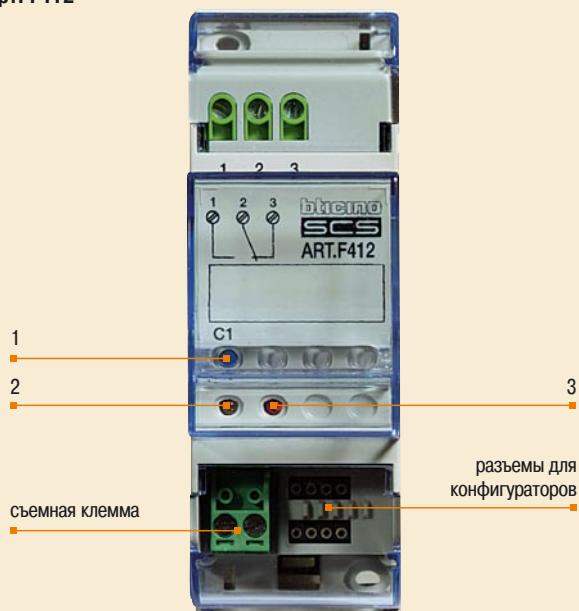 1 2 3
1 2 3
bticino
SCS
ART.F412
C1
1
2
3
разъемы для
конфигураторов
съемная клемма